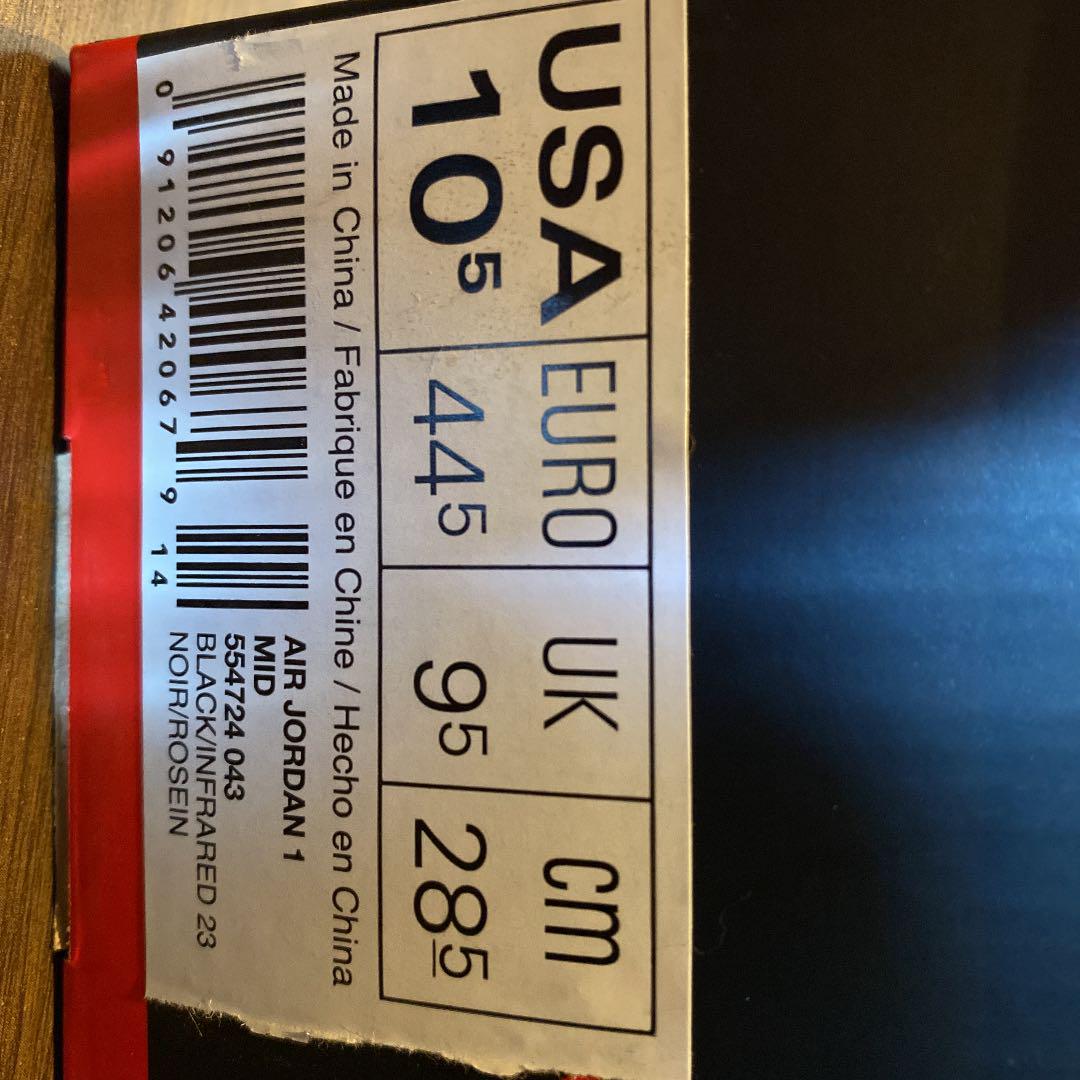 USA EURO UK cm
10⁵ 44⁵ 9⁵ 28⁵
Made in China / Fabrique en Chine / Hecho en China
0 91206 42067 9 14
AIR JORDAN 1
MID
554724 043
BLACK/INFRARED 23
NOIR/ROSEIN